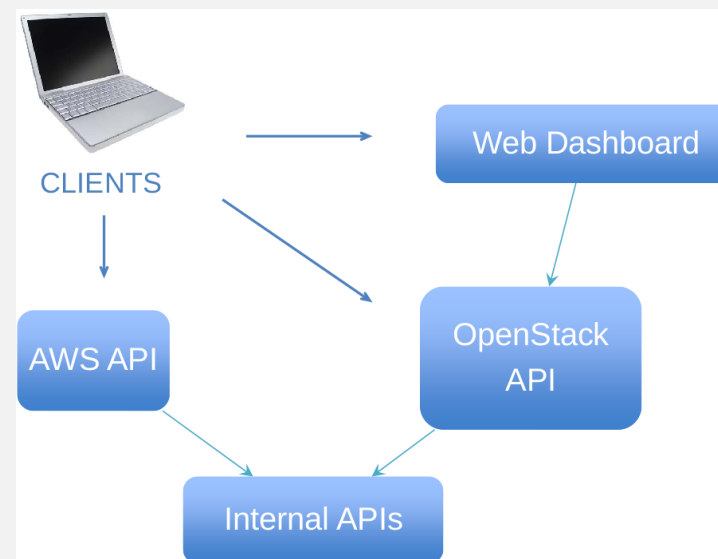 Web Dashboard
CLIENTS
OpenStack
API
AWS API
Internal APIs